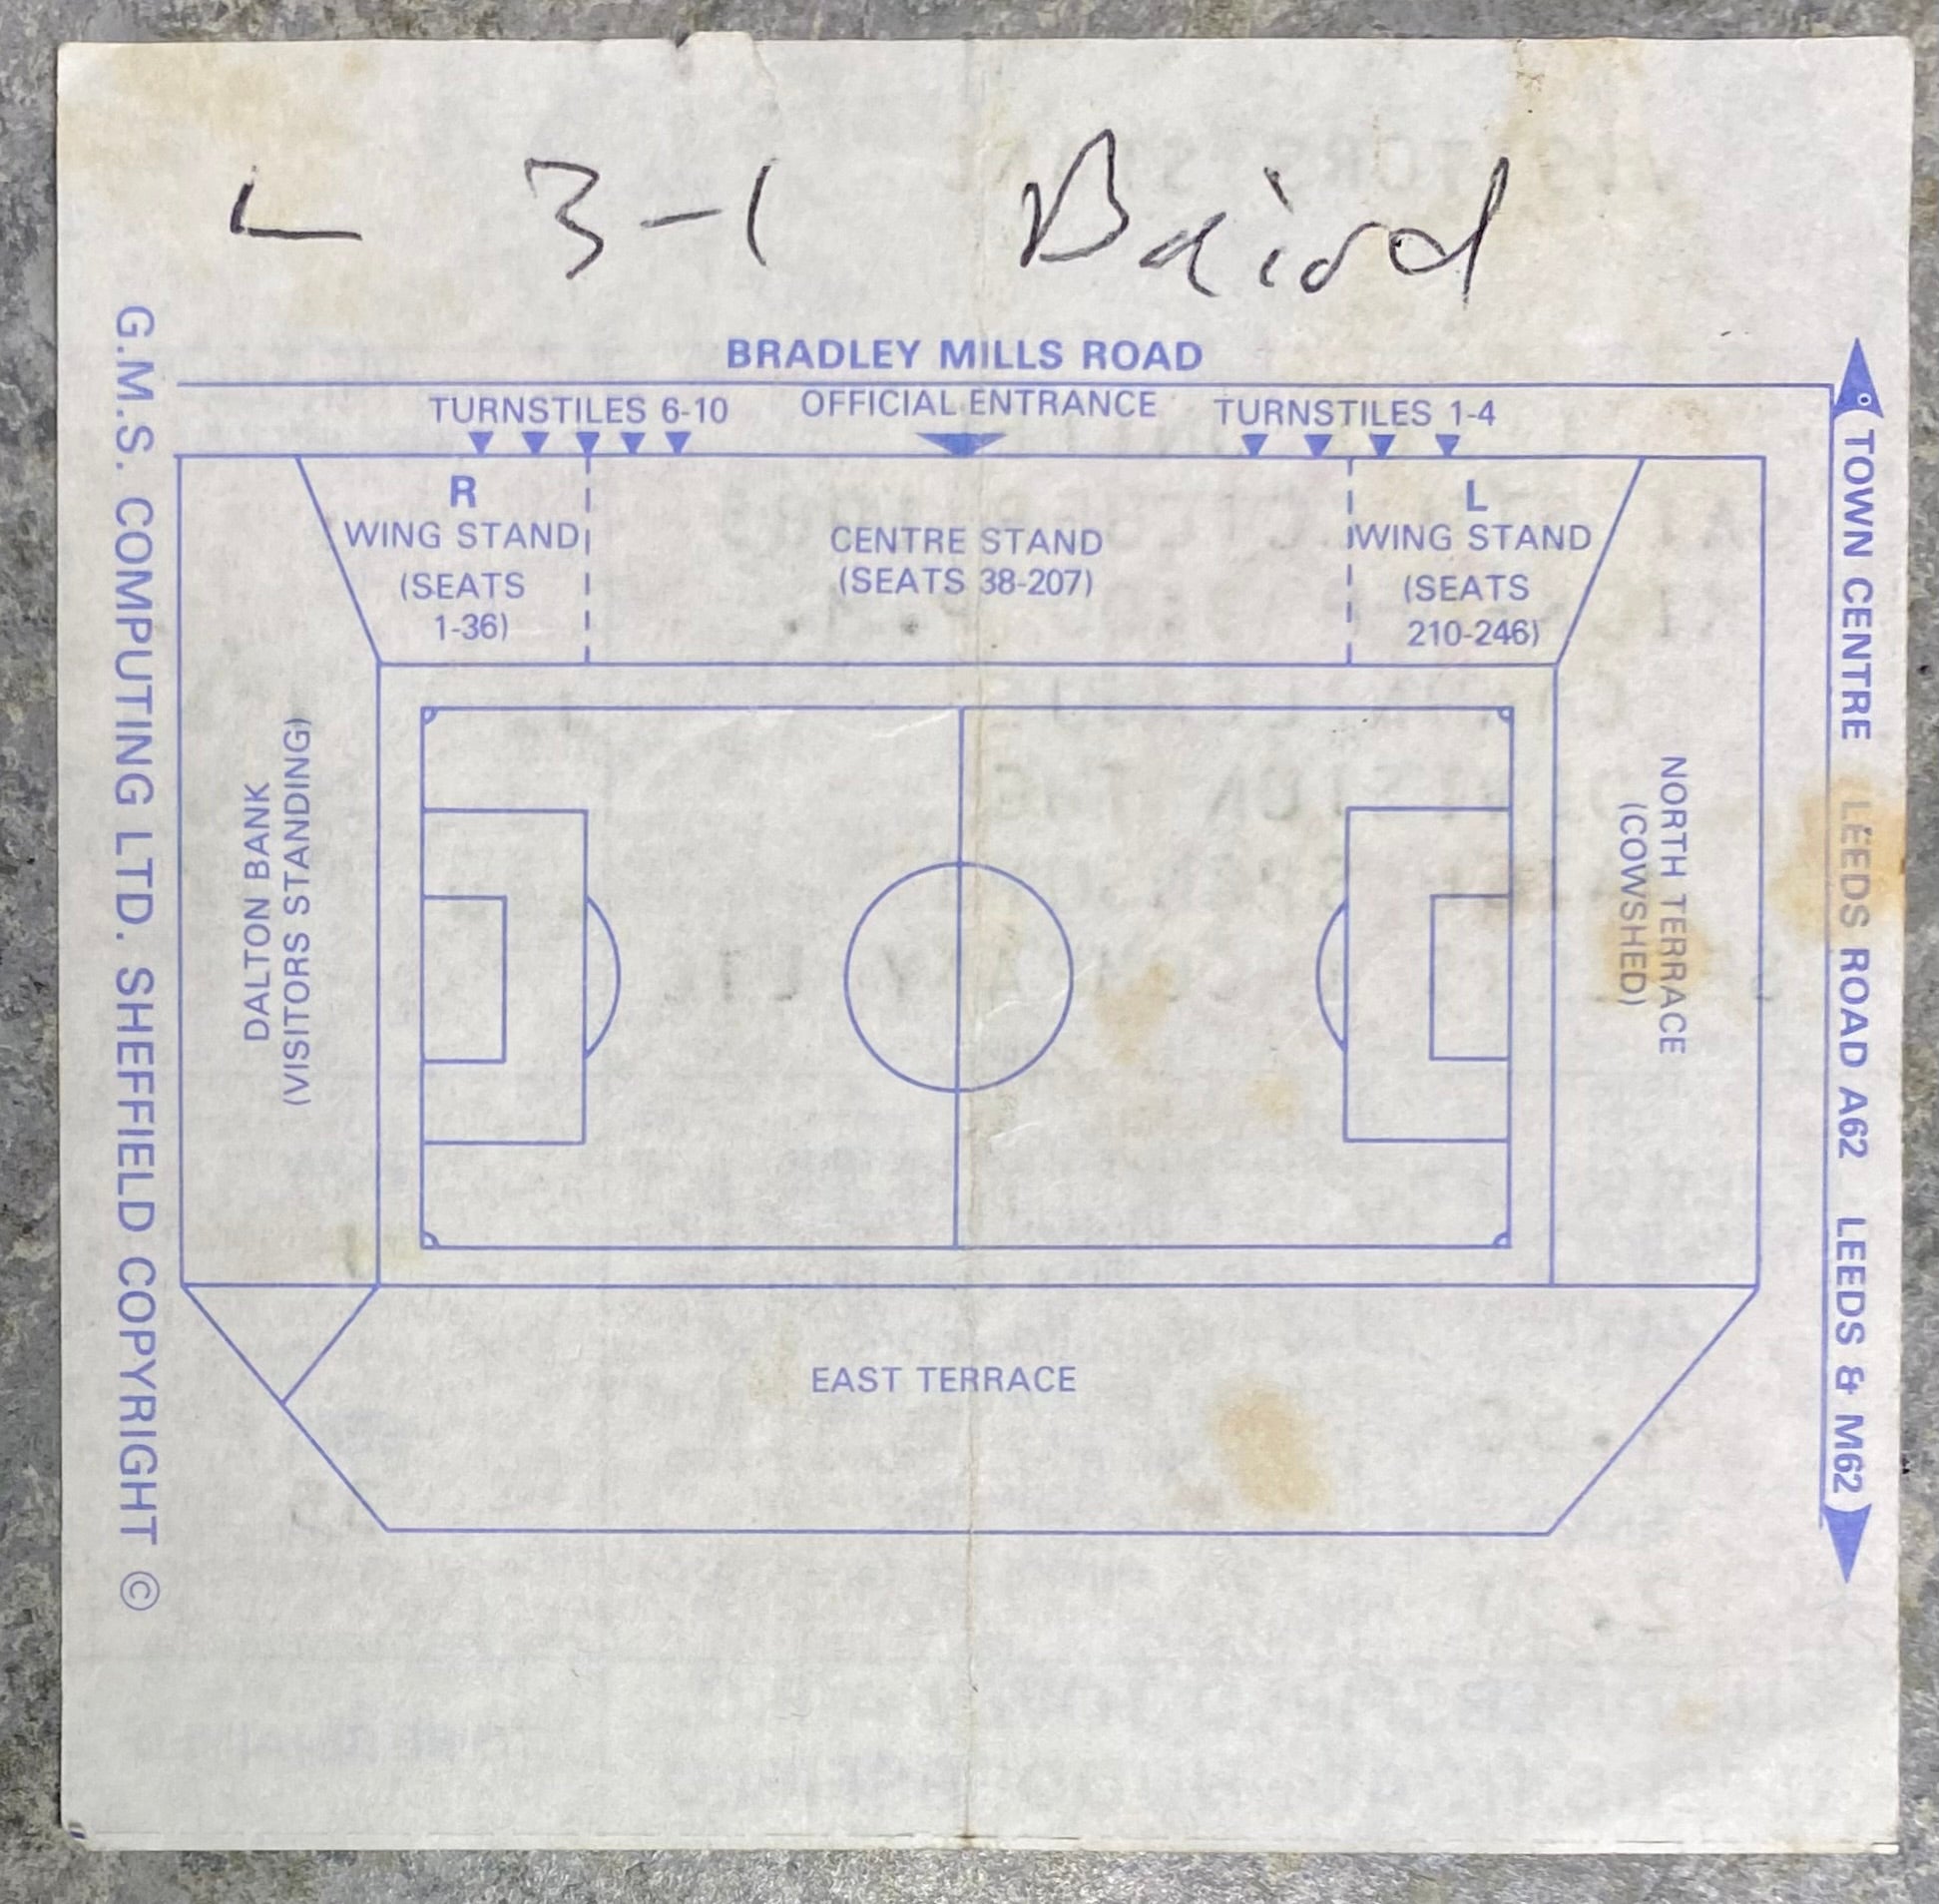 L 3-1 Baird
BRADLEY MILLS ROAD
TURNSTILES 6-10 OFFICIAL ENTRANCE TURNSTILES 1-4
R
WING STAND
(SEATS
1-36)
CENTRE STAND
(SEATS 38-207)
L
WING STAND
(SEATS
210-246)
DALTON BANK
(VISITORS STANDING)
NORTH TERRACE
(COWSHED)
EAST TERRACE
TOWN CENTRE LEEDS ROAD A62 LEEDS & M62
G.M.S. COMPUTING LTD. SHEFFIELD COPYRIGHT ©